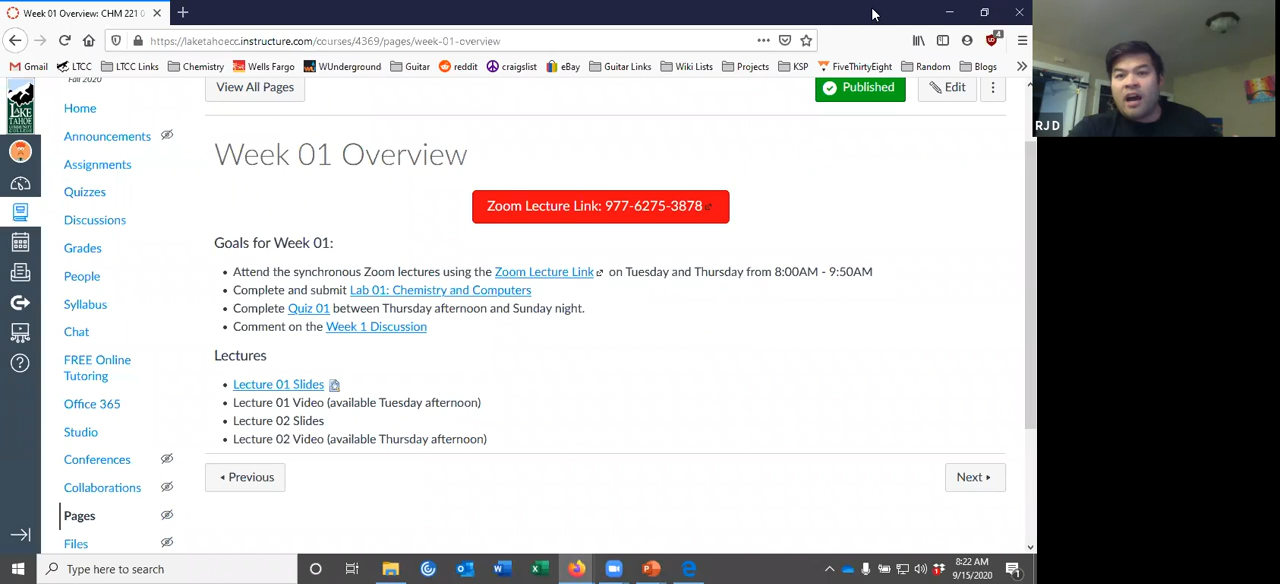 Week 01 Overview: CHM 221 0
https://laketahoecc.instructure.com/courses/4369/pages/week-01-overview
4
Gmail LTCC LTCC Links Chemistry Wells Fargo WUnderground Guitar reddit craigslist eBay Guitar Links Wiki Lists Projects KSP FiveThirtyEight Random Blogs
RJD
LAKE TAHOE
Fall 2020
Home
Announcements
Assignments
Quizzes
Discussions
Grades
People
Syllabus
Chat
FREE Online
Tutoring
Office 365
Studio
Conferences
Collaborations
Pages
Files
View All Pages
Published
Edit
Week 01 Overview
Zoom Lecture Link: 977-6275-3878
Goals for Week 01:
• Attend the synchronous Zoom lectures using the Zoom Lecture Link on Tuesday and Thursday from 8:00AM - 9:50AM
• Complete and submit Lab 01: Chemistry and Computers
• Complete Quiz 01 between Thursday afternoon and Sunday night.
• Comment on the Week 1 Discussion
Lectures
• Lecture 01 Slides
• Lecture 01 Video (available Tuesday afternoon)
• Lecture 02 Slides
• Lecture 02 Video (available Thursday afternoon)
Previous
Next
Type here to search
8:22 AM
9/15/2020
1